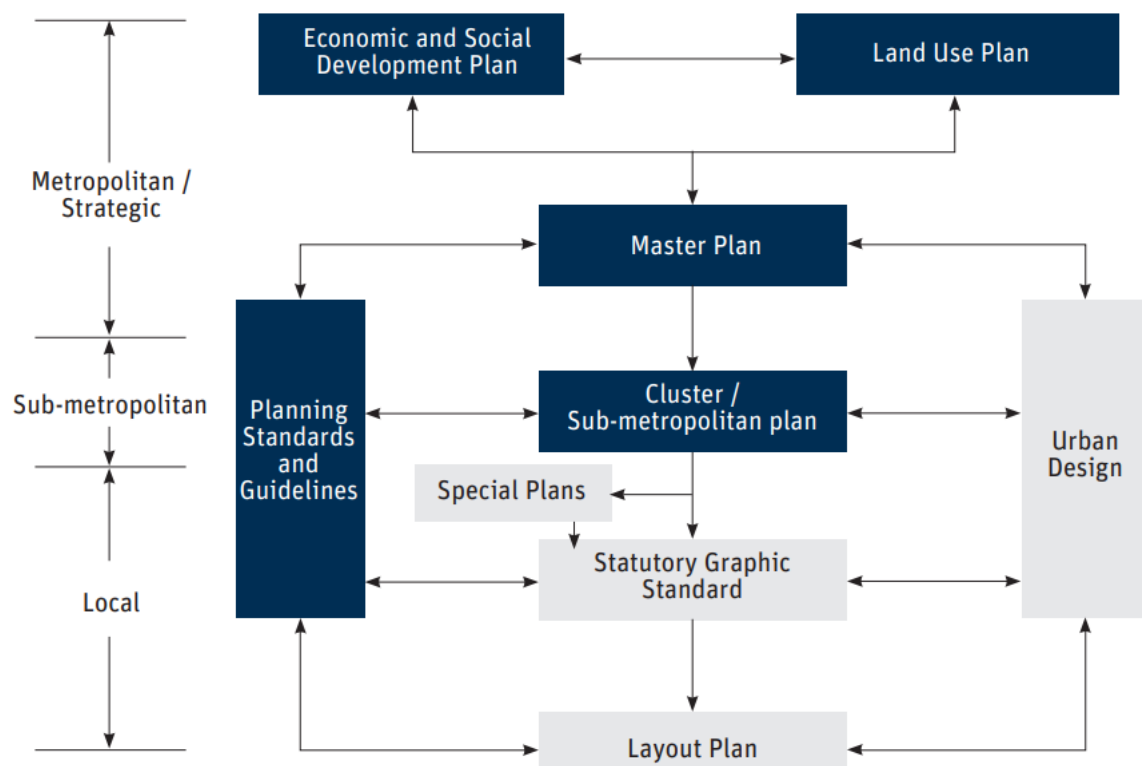 Economic and Social
Development Plan
Land Use Plan
Metropolitan /
Strategic
Master Plan
Sub-metropolitan
Planning
Standards
and
Guidelines
Cluster /
Sub-metropolitan plan
Urban
Design
Special Plans
Statutory Graphic
Standard
Local
Layout Plan